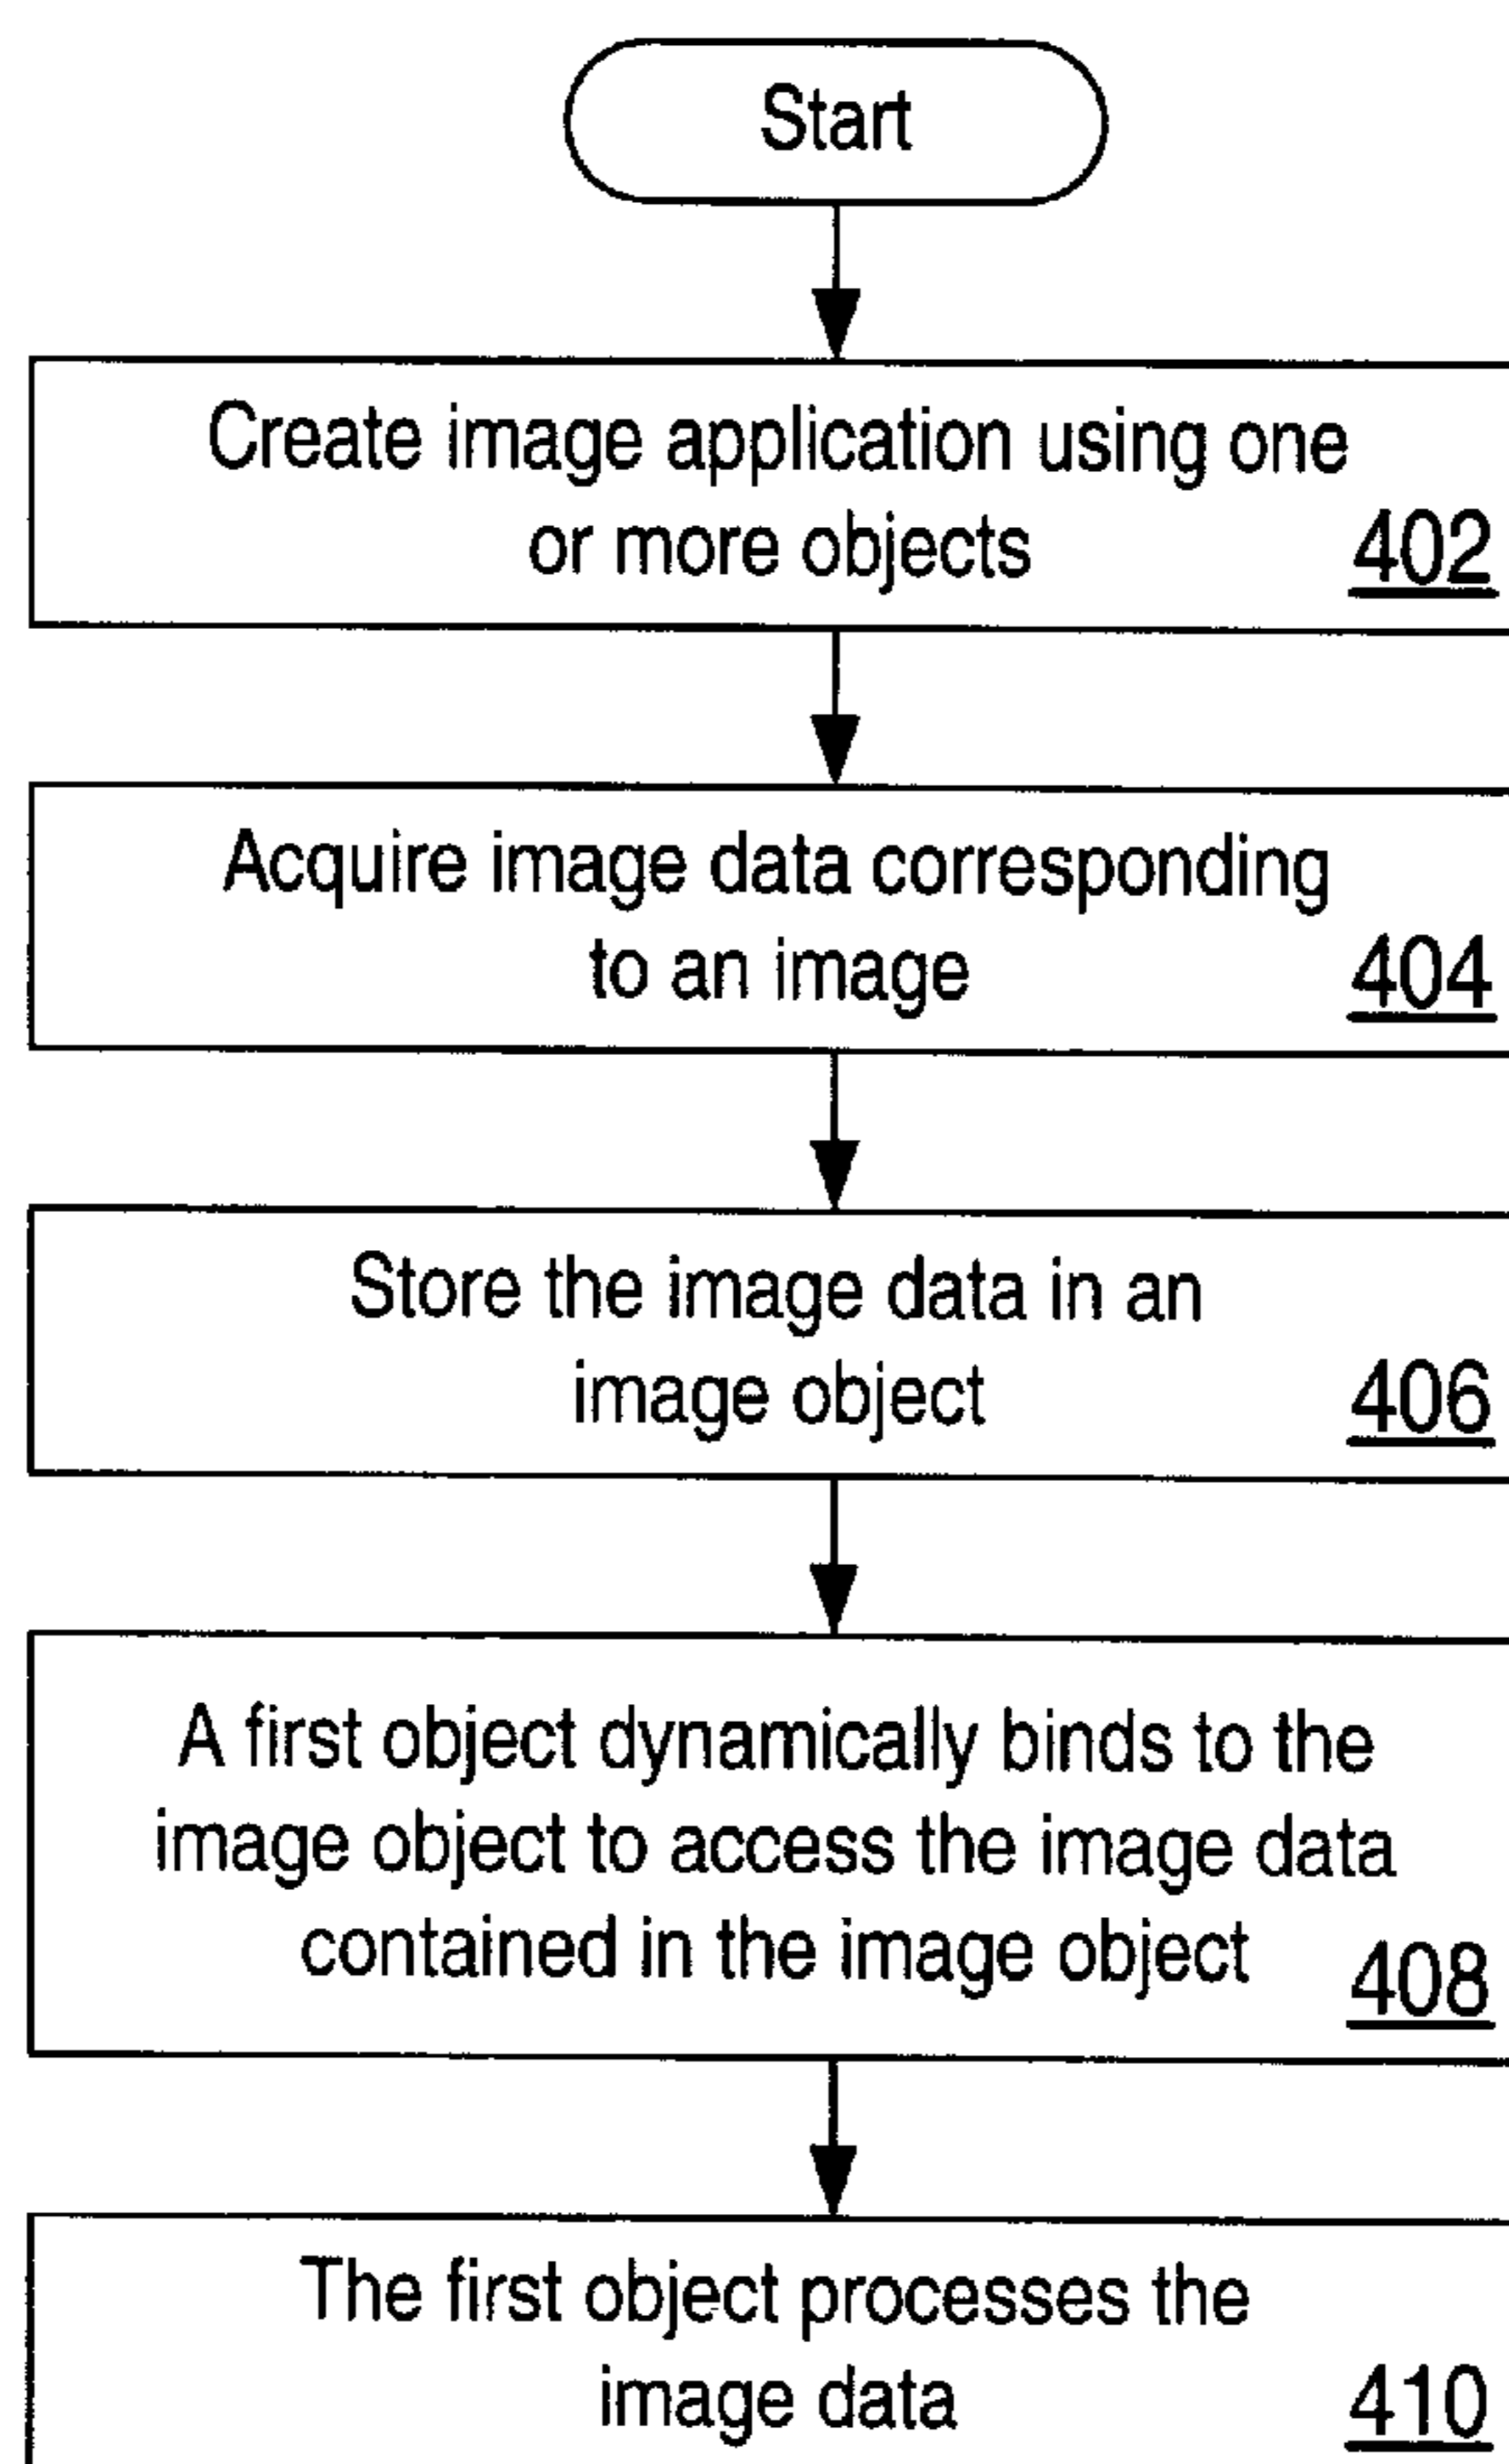 Start
Create image application using one
or more objects
402
Acquire image data corresponding
to an image
404
Store the image data in an
image object
406
A first object dynamically binds to the
image object to access the image data
contained in the image object
408
The first object processes the
image data
410